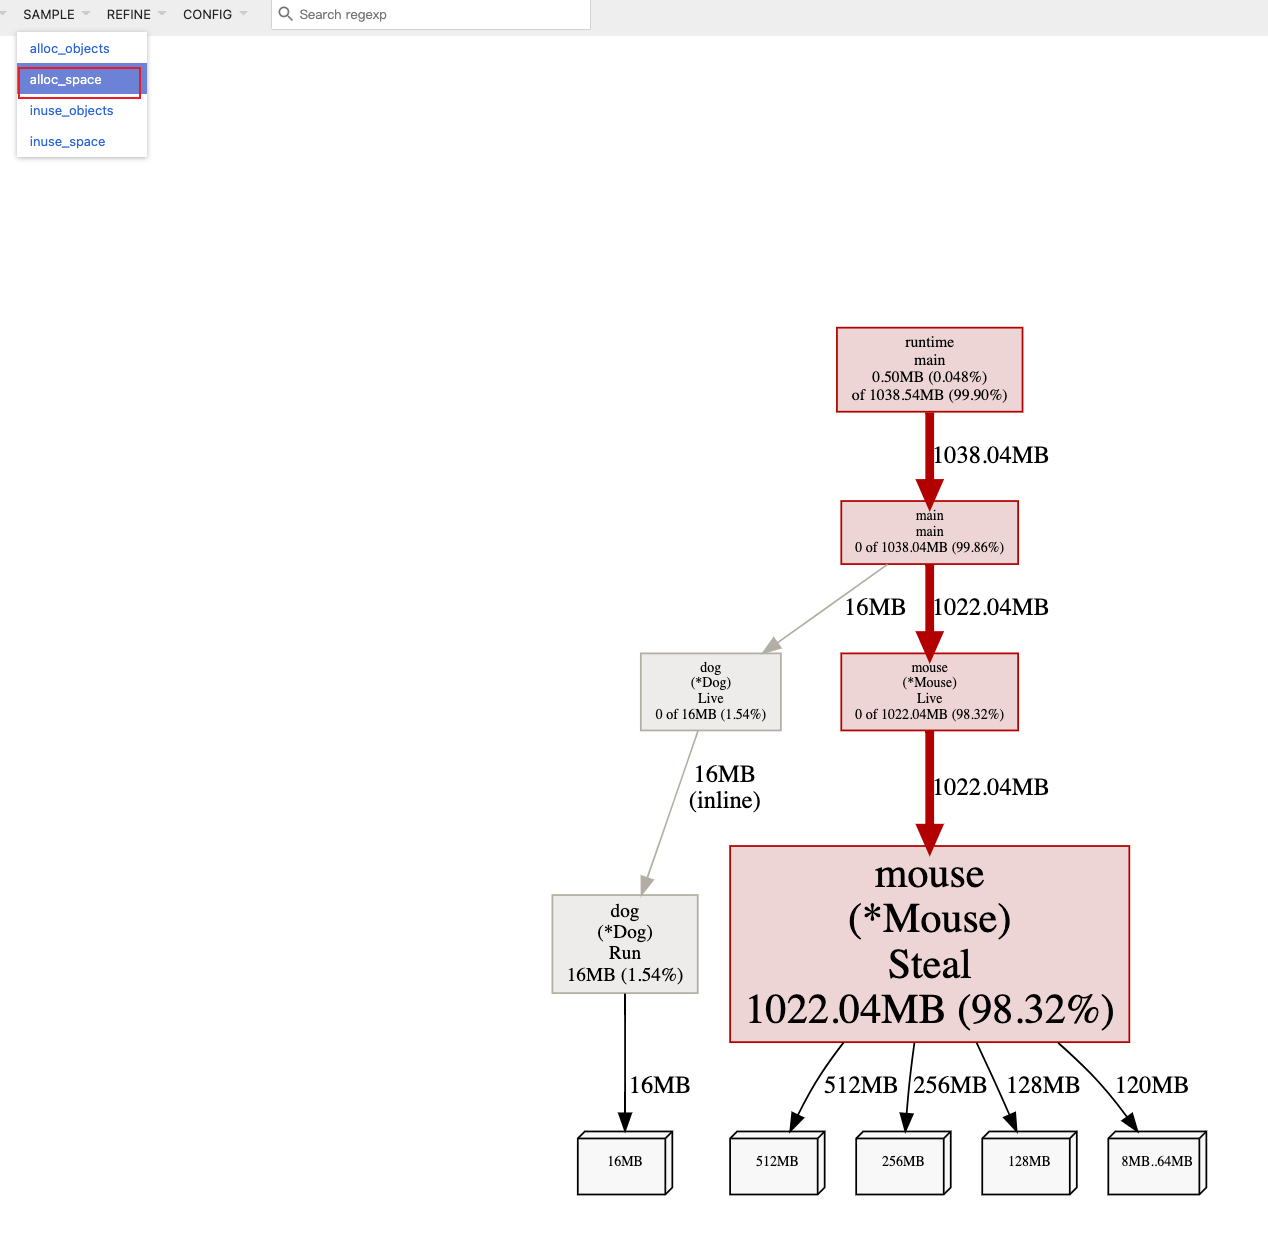 SAMPLE
REFINE
CONFIG
Search regexp
alloc_objects
alloc_space
inuse_objects
inuse_space
runtime
main
0.50MB (0.048%)
of 1038.54MB (99.90%)
1038.04MB
main
main
0 of 1038.04MB (99.86%)
16MB
1022.04MB
dog
(*Dog)
Live
0 of 16MB (1.54%)
mouse
(*Mouse)
Live
0 of 1022.04MB (98.32%)
16MB
(inline)
1022.04MB
dog
(*Dog)
Run
16MB (1.54%)
mouse
(*Mouse)
Steal
1022.04MB (98.32%)
16MB
512MB
256MB
128MB
120MB
16MB
512MB
256MB
128MB
8MB..64MB